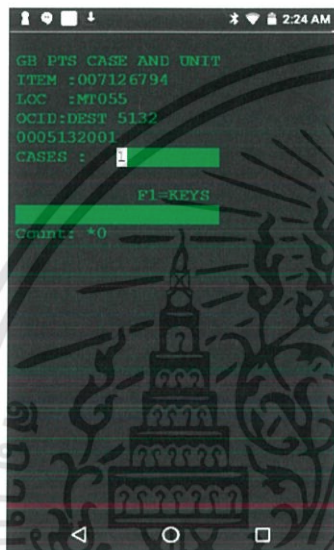 2:24 AM
GB PTS CASE AND UNIT
ITEM :007126794
LOC :MT055
OCID:DEST 5132
0005132001
CASES : 1
F1=KEYS
Count: *0